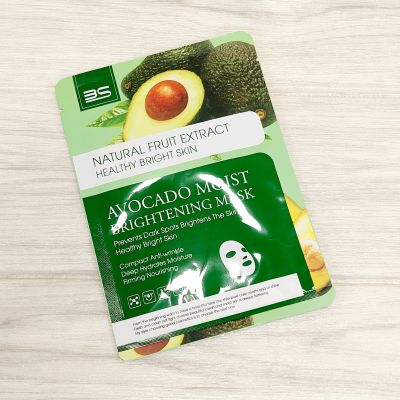 BS
NATURAL FRUIT EXTRACT
HEALTHY BRIGHT SKIN
AVOCADO MOIST
BRIGHTENING MASK
Prevents Dark Spots Brightens The Skin
Healthy Bright Skin
Compact Anti-wrinkle
Deep Hydrates Moisture
Firming Nourishing